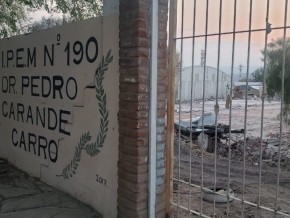 I.P.E.M Nº 190
DR. PEDRO
CARANDE
CARRO